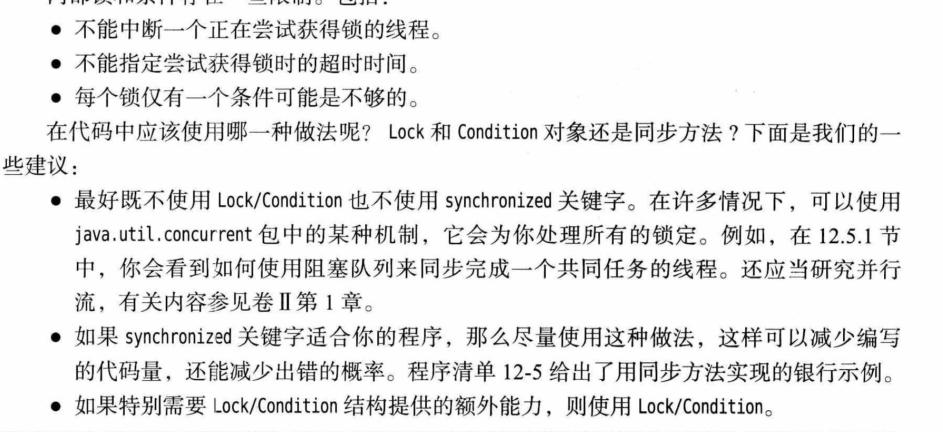 ● 不能中断一个正在尝试获得锁的线程。
● 不能指定尝试获得锁时的超时时间。
● 每个锁仅有一个条件可能是不够的。
在代码中应该使用哪一种做法呢? Lock 和 Condition 对象还是同步方法?下面是我们的一
些建议:
● 最好既不使用 Lock/Condition 也不使用 synchronized 关键字。在许多情况下,可以使用
java.util.concurrent 包中的某种机制,它会为你处理所有的锁定。例如,在 12.5.1 节
中,你会看到如何使用阻塞队列来同步完成一个共同任务的线程。还应当研究并行
流,有关内容参见卷Ⅱ第 1 章。
● 如果 synchronized 关键字适合你的程序,那么尽量使用这种做法,这样可以减少编写
的代码量,还能减少出错的概率。程序清单 12-5 给出了用同步方法实现的银行示例。
● 如果特别需要 Lock/Condition 结构提供的额外能力,则使用 Lock/Condition。